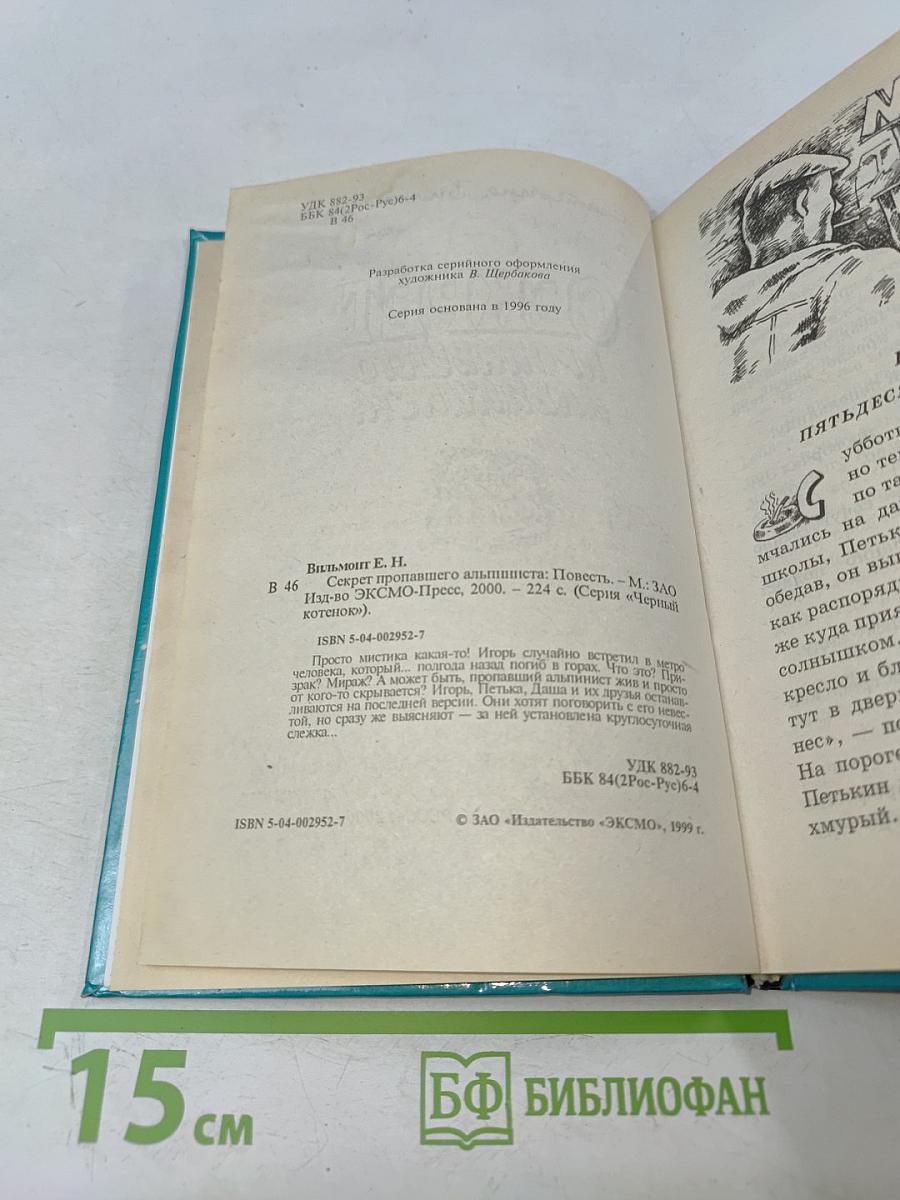 УДК 882-93
ББК 84(2Рос-Рус)6-4
В 46
Разработка серийного оформления
художника В. Щербакова
Серия основана в 1996 году
Вильмонт Е. Н.
В 46 Секрет пропавшего альпиниста: Повесть. – М.: ЗАО
Изд-во ЭКСМО-Пресс, 2000. – 224 с. (Серия «Черный
котенок»).
ISBN 5-04-002952-7
Просто мистика какая-то! Игорь случайно встретил в метро
человека, который... полгода назад погиб в горах. Что это? При-
зрак? Мираж? А может быть, пропавший альпинист жив и просто
от кого-то скрывается? Игорь, Петька, Даша и их друзья останав-
ливаются на последней версии. Они хотят поговорить с его невес-
той, но сразу же выясняют — за ней установлена круглосуточная
слежка...
УДК 882-93
ББК 84(2Рос-Рус)6-4
ISBN 5-04-002952-7
© ЗАО «Издательство «ЭКСМО», 1999 г.
М
ПЯТЬДЕСЯ
убботн
но те
по та
мчались на да
школы, Петьк
обедав, он вып
как распоряд
же куда прия
солнышком.
кресло и бл
тут в двер
нес», — по
На пороге
Петькин
хмурый.
15 см
БФ БИБЛИОФАН